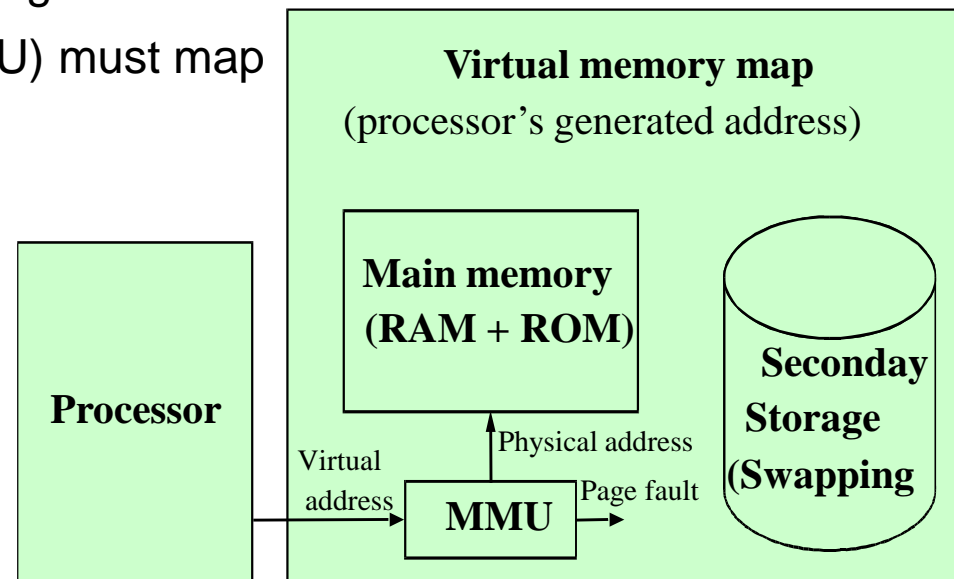 g
U) must map
Virtual memory map
(processor’s generated address)
Main memory
(RAM + ROM)
Seconday
Storage
(Swapping
Processor
Physical address
Virtual
address
Page fault
MMU